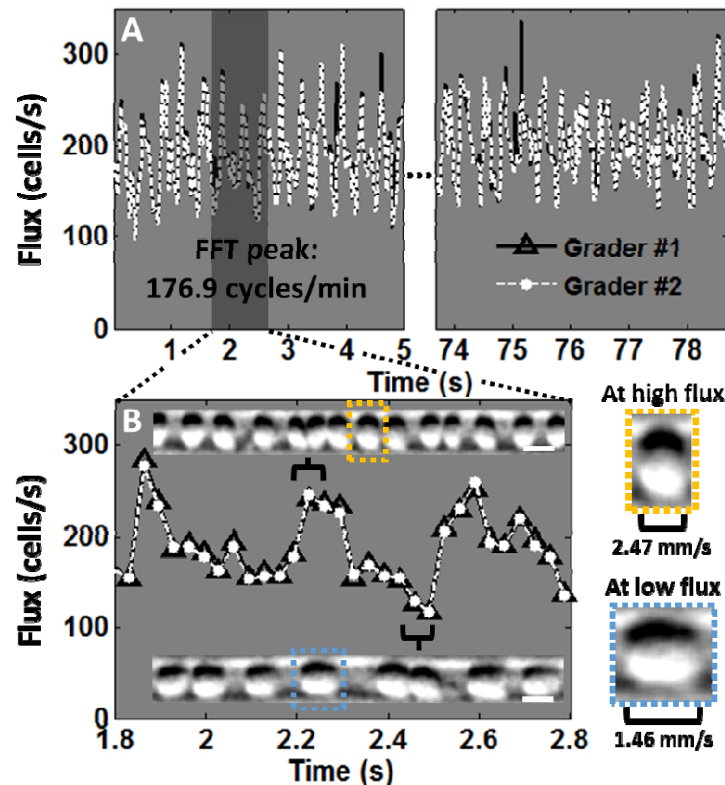 A
Flux (cells/s)
300
200
100
0
FFT peak:
176.9 cycles/min
Grader #1
Grader #2
1 2 3 4 5 74 75 76 77 78
Time (s)
B
Flux (cells/s)
300
200
100
0
1.8 2 2.2 2.4 2.6 2.8
Time (s)
At high flux
2.47 mm/s
At low flux
1.46 mm/s